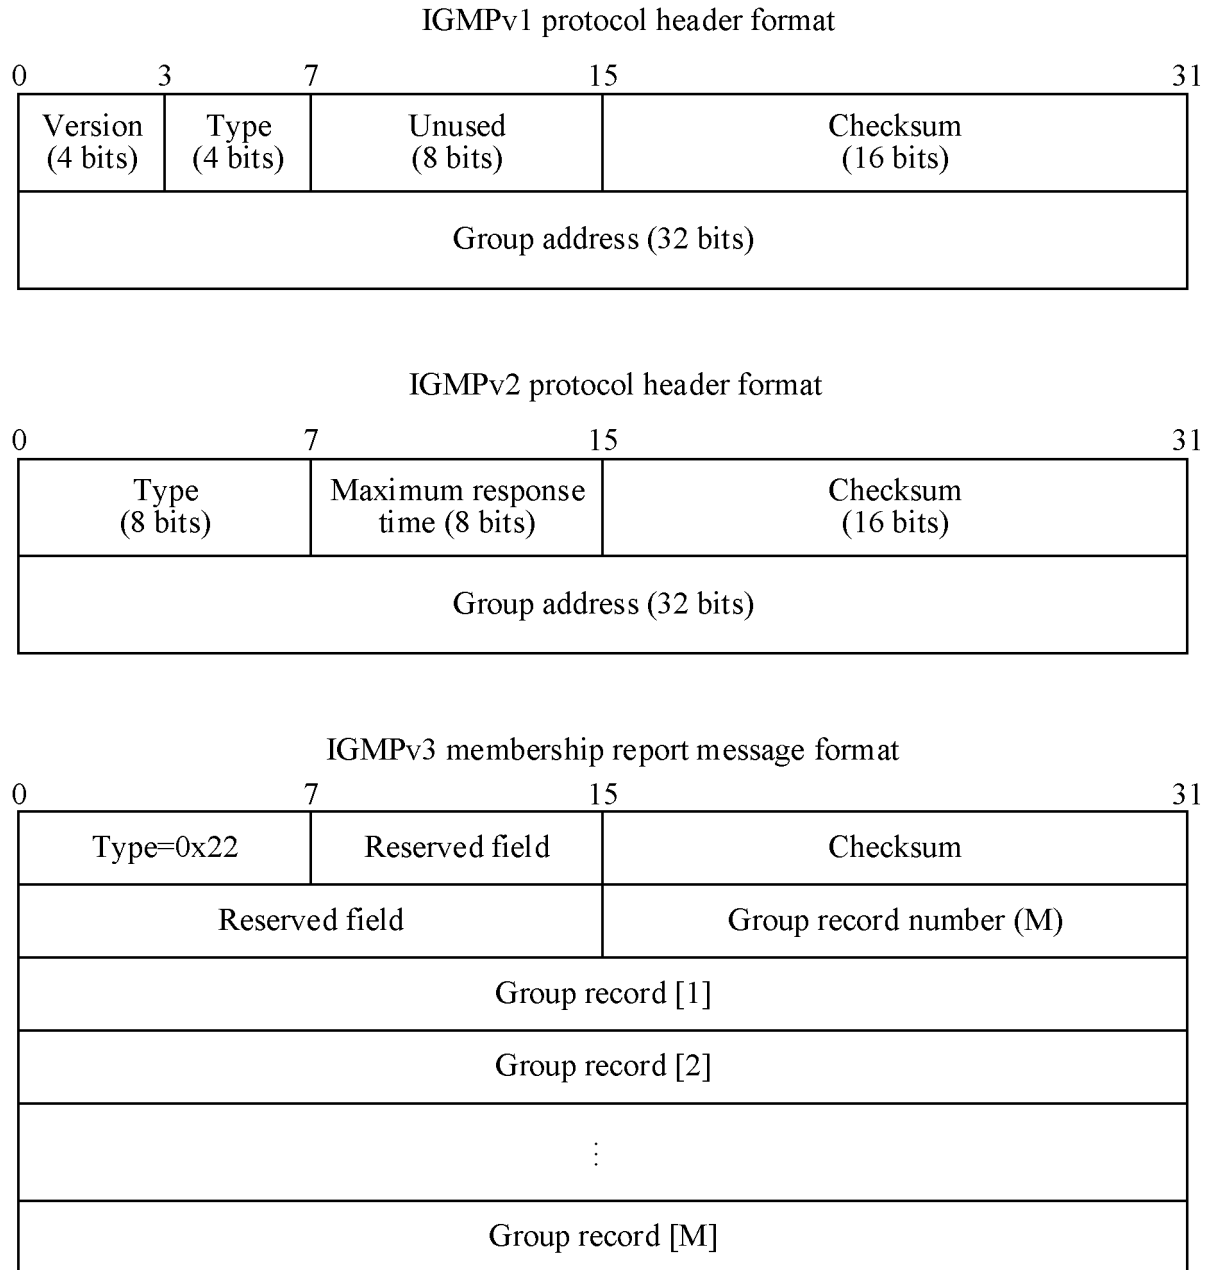 IGMPv1 protocol header format
0 3 7 15 31
Version Type Unused Checksum
(4 bits) (4 bits) (8 bits) (16 bits)
Group address (32 bits)
IGMPv2 protocol header format
0 7 15 31
Type Maximum response Checksum
(8 bits) time (8 bits) (16 bits)
Group address (32 bits)
IGMPv3 membership report message format
0 7 15 31
Type=0x22 Reserved field Checksum
Reserved field Group record number (M)
Group record [1]
Group record [2]
⋮
Group record [M]